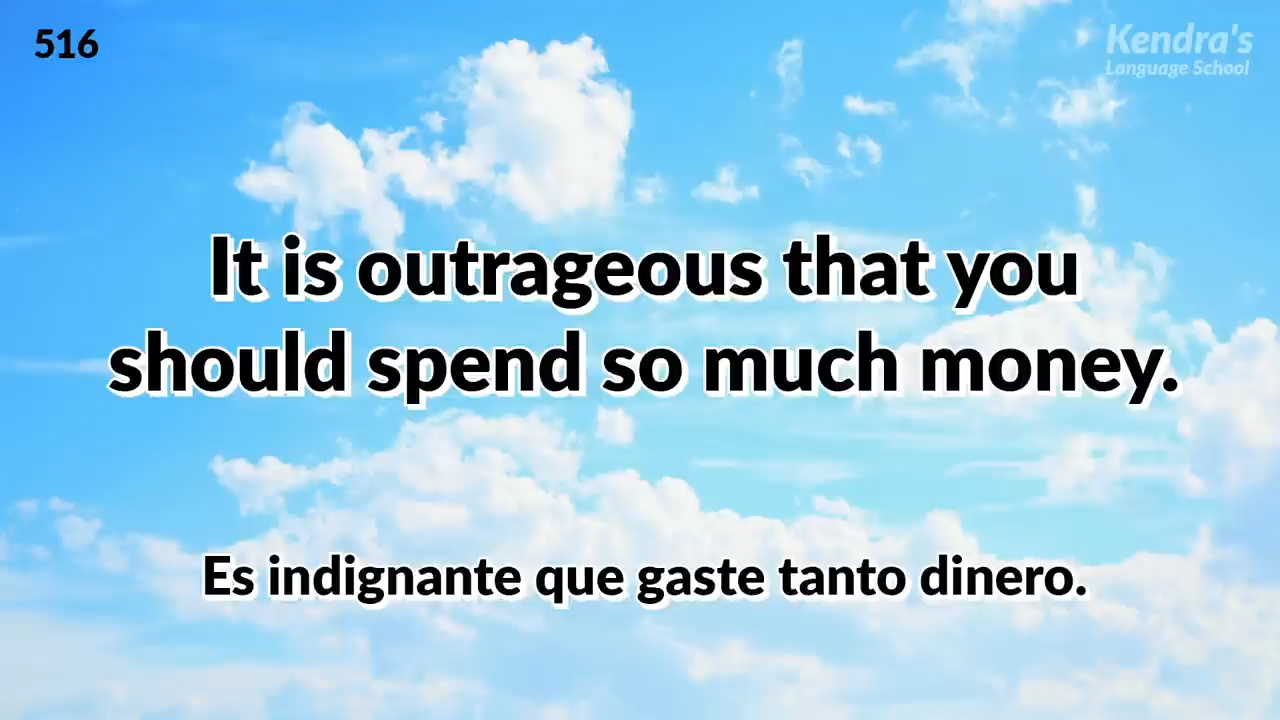 516
Kendra's
Language School
It is outrageous that you
should spend so much money.
Es indignante que gaste tanto dinero.